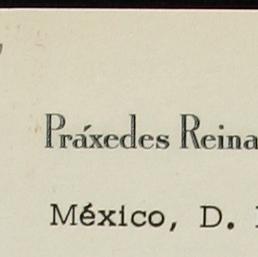 Práxedes Reina
México, D.